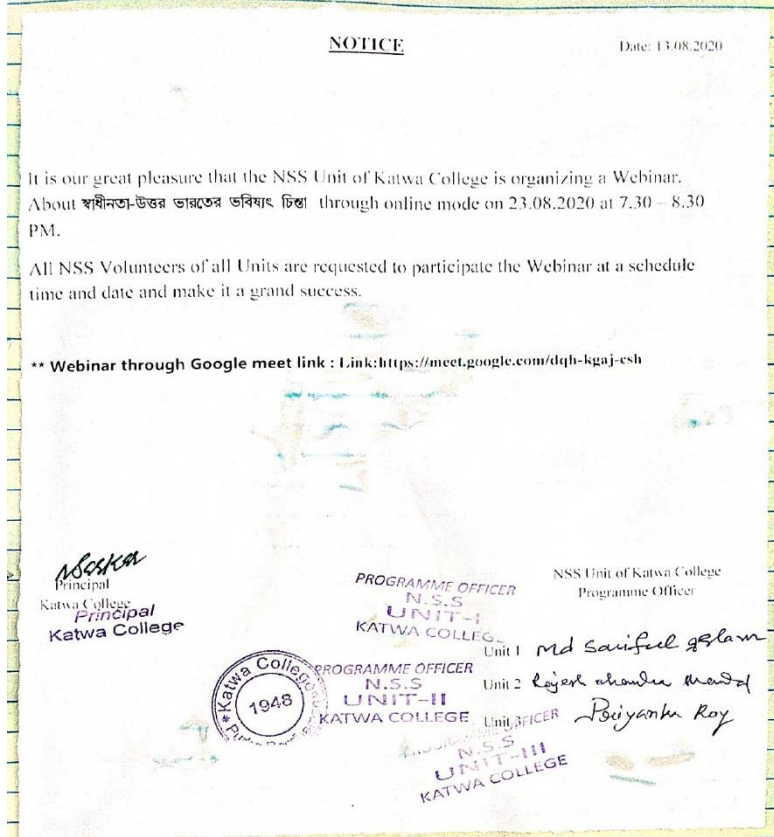 NOTICE
Date: 13.08.2020
It is our great pleasure that the NSS Unit of Katwa College is organizing a Webinar.
About স্বাধীনতা-উত্তর ভারতের ভবিষ্যৎ চিন্তা through online mode on 23.08.2020 at 7.30 – 8.30
PM.
All NSS Volunteers of all Units are requested to participate the Webinar at a schedule
time and date and make it a grand success.
** Webinar through Google meet link : Link:https://meet.google.com/dqh-kgaj-esh
Principal
Katwa College
Principal
Katwa College
PROGRAMME OFFICER
N.S.S
UNIT-I
KATWA COLLEGE
NSS Unit of Katwa College
Programme Officer
Unit 1 Md Sariful Islam
Katwa College
1948
PROGRAMME OFFICER
N.S.S
UNIT-II
KATWA COLLEGE
Unit 2 Rajesh Chandra Mandal
Unit 3 Priyanka Roy
OFFICER
N.S.S
UNIT-III
KATWA COLLEGE